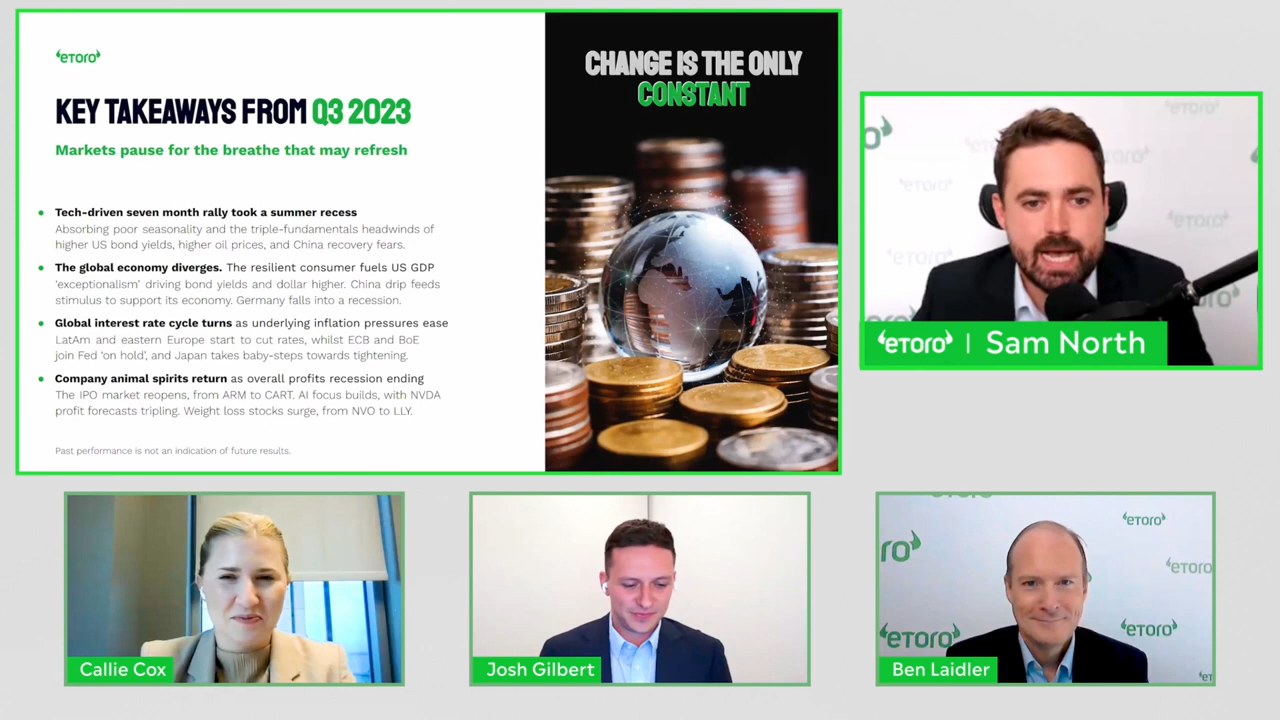 eToro
KEY TAKEAWAYS FROM Q3 2023
Markets pause for the breathe that may refresh
Tech-driven seven month rally took a summer recess
Absorbing poor seasonality and the triple-fundamentals headwinds of
higher US bond yields, higher oil prices, and China recovery fears.
The global economy diverges. The resilient consumer fuels US GDP
'exceptionalism' driving bond yields and dollar higher. China drip feeds
stimulus to support its economy. Germany falls into a recession.
Global interest rate cycle turns as underlying inflation pressures ease
LatAm and eastern Europe start to cut rates, whilst ECB and BoE
join Fed 'on hold', and Japan takes baby-steps towards tightening.
Company animal spirits return as overall profits recession ending
The IPO market reopens, from ARM to CART. AI focus builds, with NVDA
profit forecasts tripling. Weight loss stocks surge, from NVO to LLY.
Past performance is not an indication of future results.
CHANGE IS THE ONLY
CONSTANT
eToro | Sam North
Callie Cox
Josh Gilbert
eToro
eToro
eToro
eToro
Ben Laidler